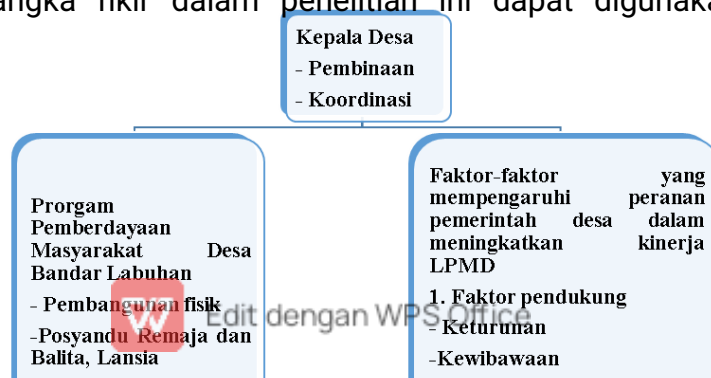 angka fikir dalam penelitian ini dapat digunaka
Kepala Desa
- Pembinaan
- Koordinasi
Prorgam
Pemberdayaan
Masyarakat Desa
Bandar Labuhan
- Pembangunan fisik
-Posyandu Remaja dan
Balita, Lansia
Faktor-faktor yang
mempengaruhi peranan
pemerintah desa dalam
meningkatkan kinerja
LPMD
1. Faktor pendukung
- Keturunan
-Kewibawaan
Edit dengan WPS Office